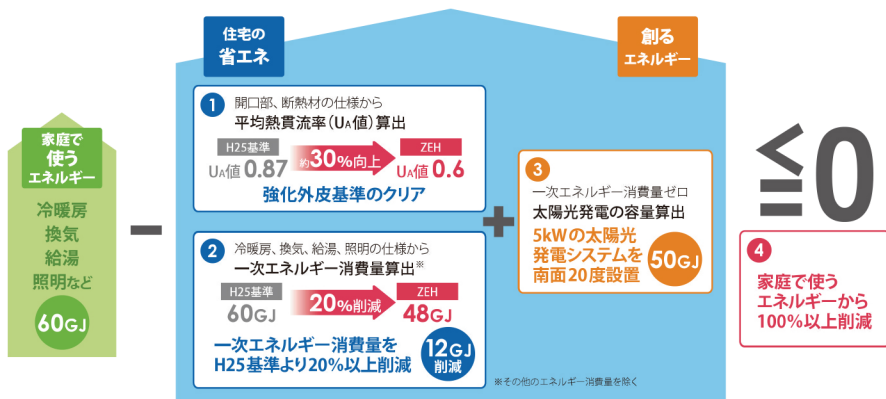 家庭で
使う
エネルギー
冷暖房
換気
給湯
照明など
60GJ
－
住宅の
省エネ
1
開口部、断熱材の仕様から
平均熱貫流率（UA値）算出
H25基準
UA値 0.87
約30%向上
ZEH
UA値 0.6
強化外皮基準のクリア
2
冷暖房、換気、給湯、照明の仕様から
一次エネルギー消費量算出※
H25基準
60GJ
20%削減
ZEH
48GJ
一次エネルギー消費量を
H25基準より20%以上削減
12GJ
削減
＋
創る
エネルギー
3
一次エネルギー消費量ゼロ
太陽光発電の容量算出
5kWの太陽光
発電システムを
南面20度設置
50GJ
※その他のエネルギー消費量を除く
≦0
4
家庭で使う
エネルギーから
100%以上削減